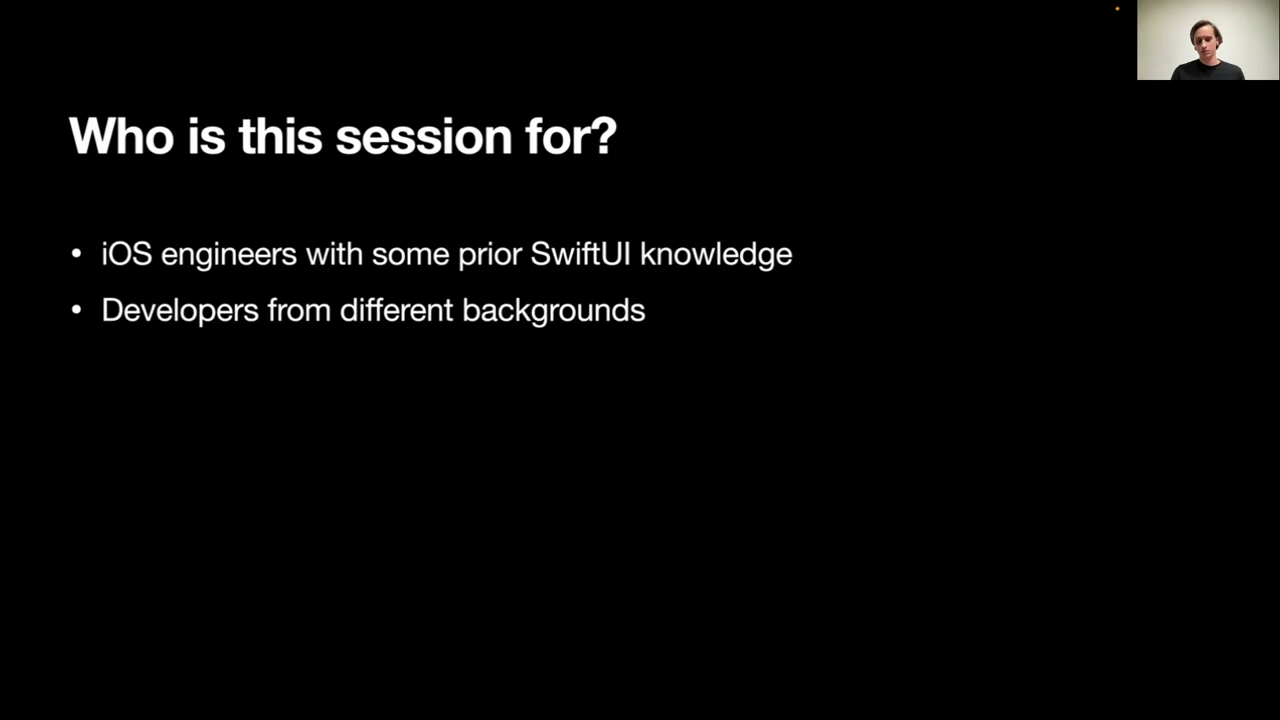 Who is this session for?
• iOS engineers with some prior SwiftUI knowledge
• Developers from different backgrounds